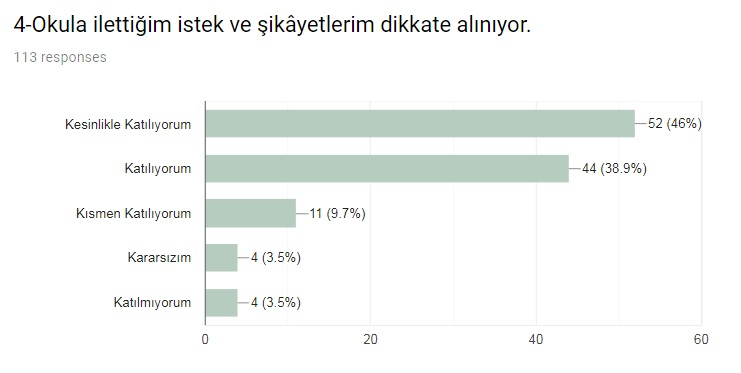 4-Okula ilettiğim istek ve şikâyetlerim dikkate alınıyor.
113 responses
Kesinlikle Katılıyorum
52 (46%)
Katılıyorum
44 (38.9%)
Kısmen Katılıyorum
11 (9.7%)
Kararsızım
4 (3.5%)
Katılmıyorum
4 (3.5%)
0 20 40 60